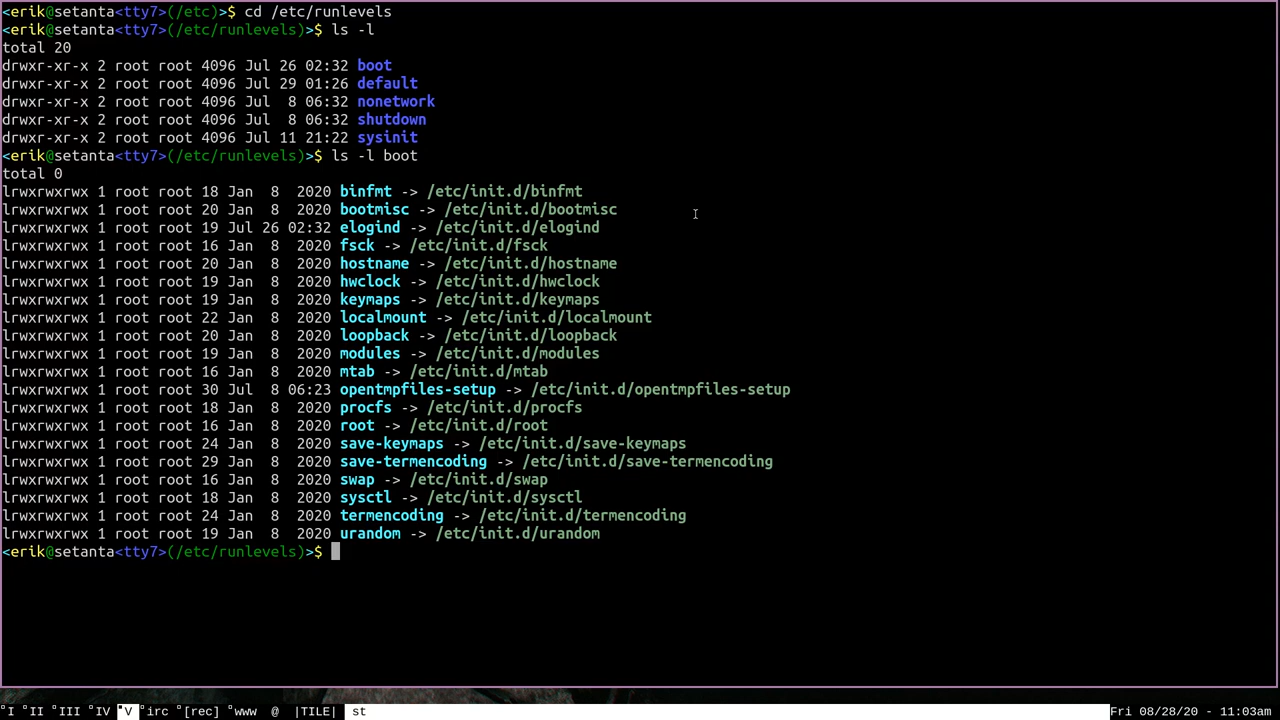 <erik@setanta<tty7>(/etc)>$ cd /etc/runlevels
<erik@setanta<tty7>(/etc/runlevels)>$ ls -l
total 20
drwxr-xr-x 2 root root 4096 Jul 26 02:32 boot
drwxr-xr-x 2 root root 4096 Jul 29 01:26 default
drwxr-xr-x 2 root root 4096 Jul  8 06:32 nonetwork
drwxr-xr-x 2 root root 4096 Jul  8 06:32 shutdown
drwxr-xr-x 2 root root 4096 Jul 11 21:22 sysinit
<erik@setanta<tty7>(/etc/runlevels)>$ ls -l boot
total 0
lrwxrwxrwx 1 root root 18 Jan  8  2020 binfmt -> /etc/init.d/binfmt
lrwxrwxrwx 1 root root 20 Jan  8  2020 bootmisc -> /etc/init.d/bootmisc
lrwxrwxrwx 1 root root 19 Jul 26 02:32 elogind -> /etc/init.d/elogind
lrwxrwxrwx 1 root root 16 Jan  8  2020 fsck -> /etc/init.d/fsck
lrwxrwxrwx 1 root root 20 Jan  8  2020 hostname -> /etc/init.d/hostname
lrwxrwxrwx 1 root root 19 Jan  8  2020 hwclock -> /etc/init.d/hwclock
lrwxrwxrwx 1 root root 19 Jan  8  2020 keymaps -> /etc/init.d/keymaps
lrwxrwxrwx 1 root root 22 Jan  8  2020 localmount -> /etc/init.d/localmount
lrwxrwxrwx 1 root root 20 Jan  8  2020 loopback -> /etc/init.d/loopback
lrwxrwxrwx 1 root root 19 Jan  8  2020 modules -> /etc/init.d/modules
lrwxrwxrwx 1 root root 16 Jan  8  2020 mtab -> /etc/init.d/mtab
lrwxrwxrwx 1 root root 30 Jul  8 06:23 opentmpfiles-setup -> /etc/init.d/opentmpfiles-setup
lrwxrwxrwx 1 root root 18 Jan  8  2020 procfs -> /etc/init.d/procfs
lrwxrwxrwx 1 root root 16 Jan  8  2020 root -> /etc/init.d/root
lrwxrwxrwx 1 root root 24 Jan  8  2020 save-keymaps -> /etc/init.d/save-keymaps
lrwxrwxrwx 1 root root 29 Jan  8  2020 save-termencoding -> /etc/init.d/save-termencoding
lrwxrwxrwx 1 root root 16 Jan  8  2020 swap -> /etc/init.d/swap
lrwxrwxrwx 1 root root 18 Jan  8  2020 sysctl -> /etc/init.d/sysctl
lrwxrwxrwx 1 root root 24 Jan  8  2020 termencoding -> /etc/init.d/termencoding
lrwxrwxrwx 1 root root 19 Jan  8  2020 urandom -> /etc/init.d/urandom
<erik@setanta<tty7>(/etc/runlevels)>$
I II III IV V irc [rec] www @ |TILE| st Fri 08/28/20 - 11:03am